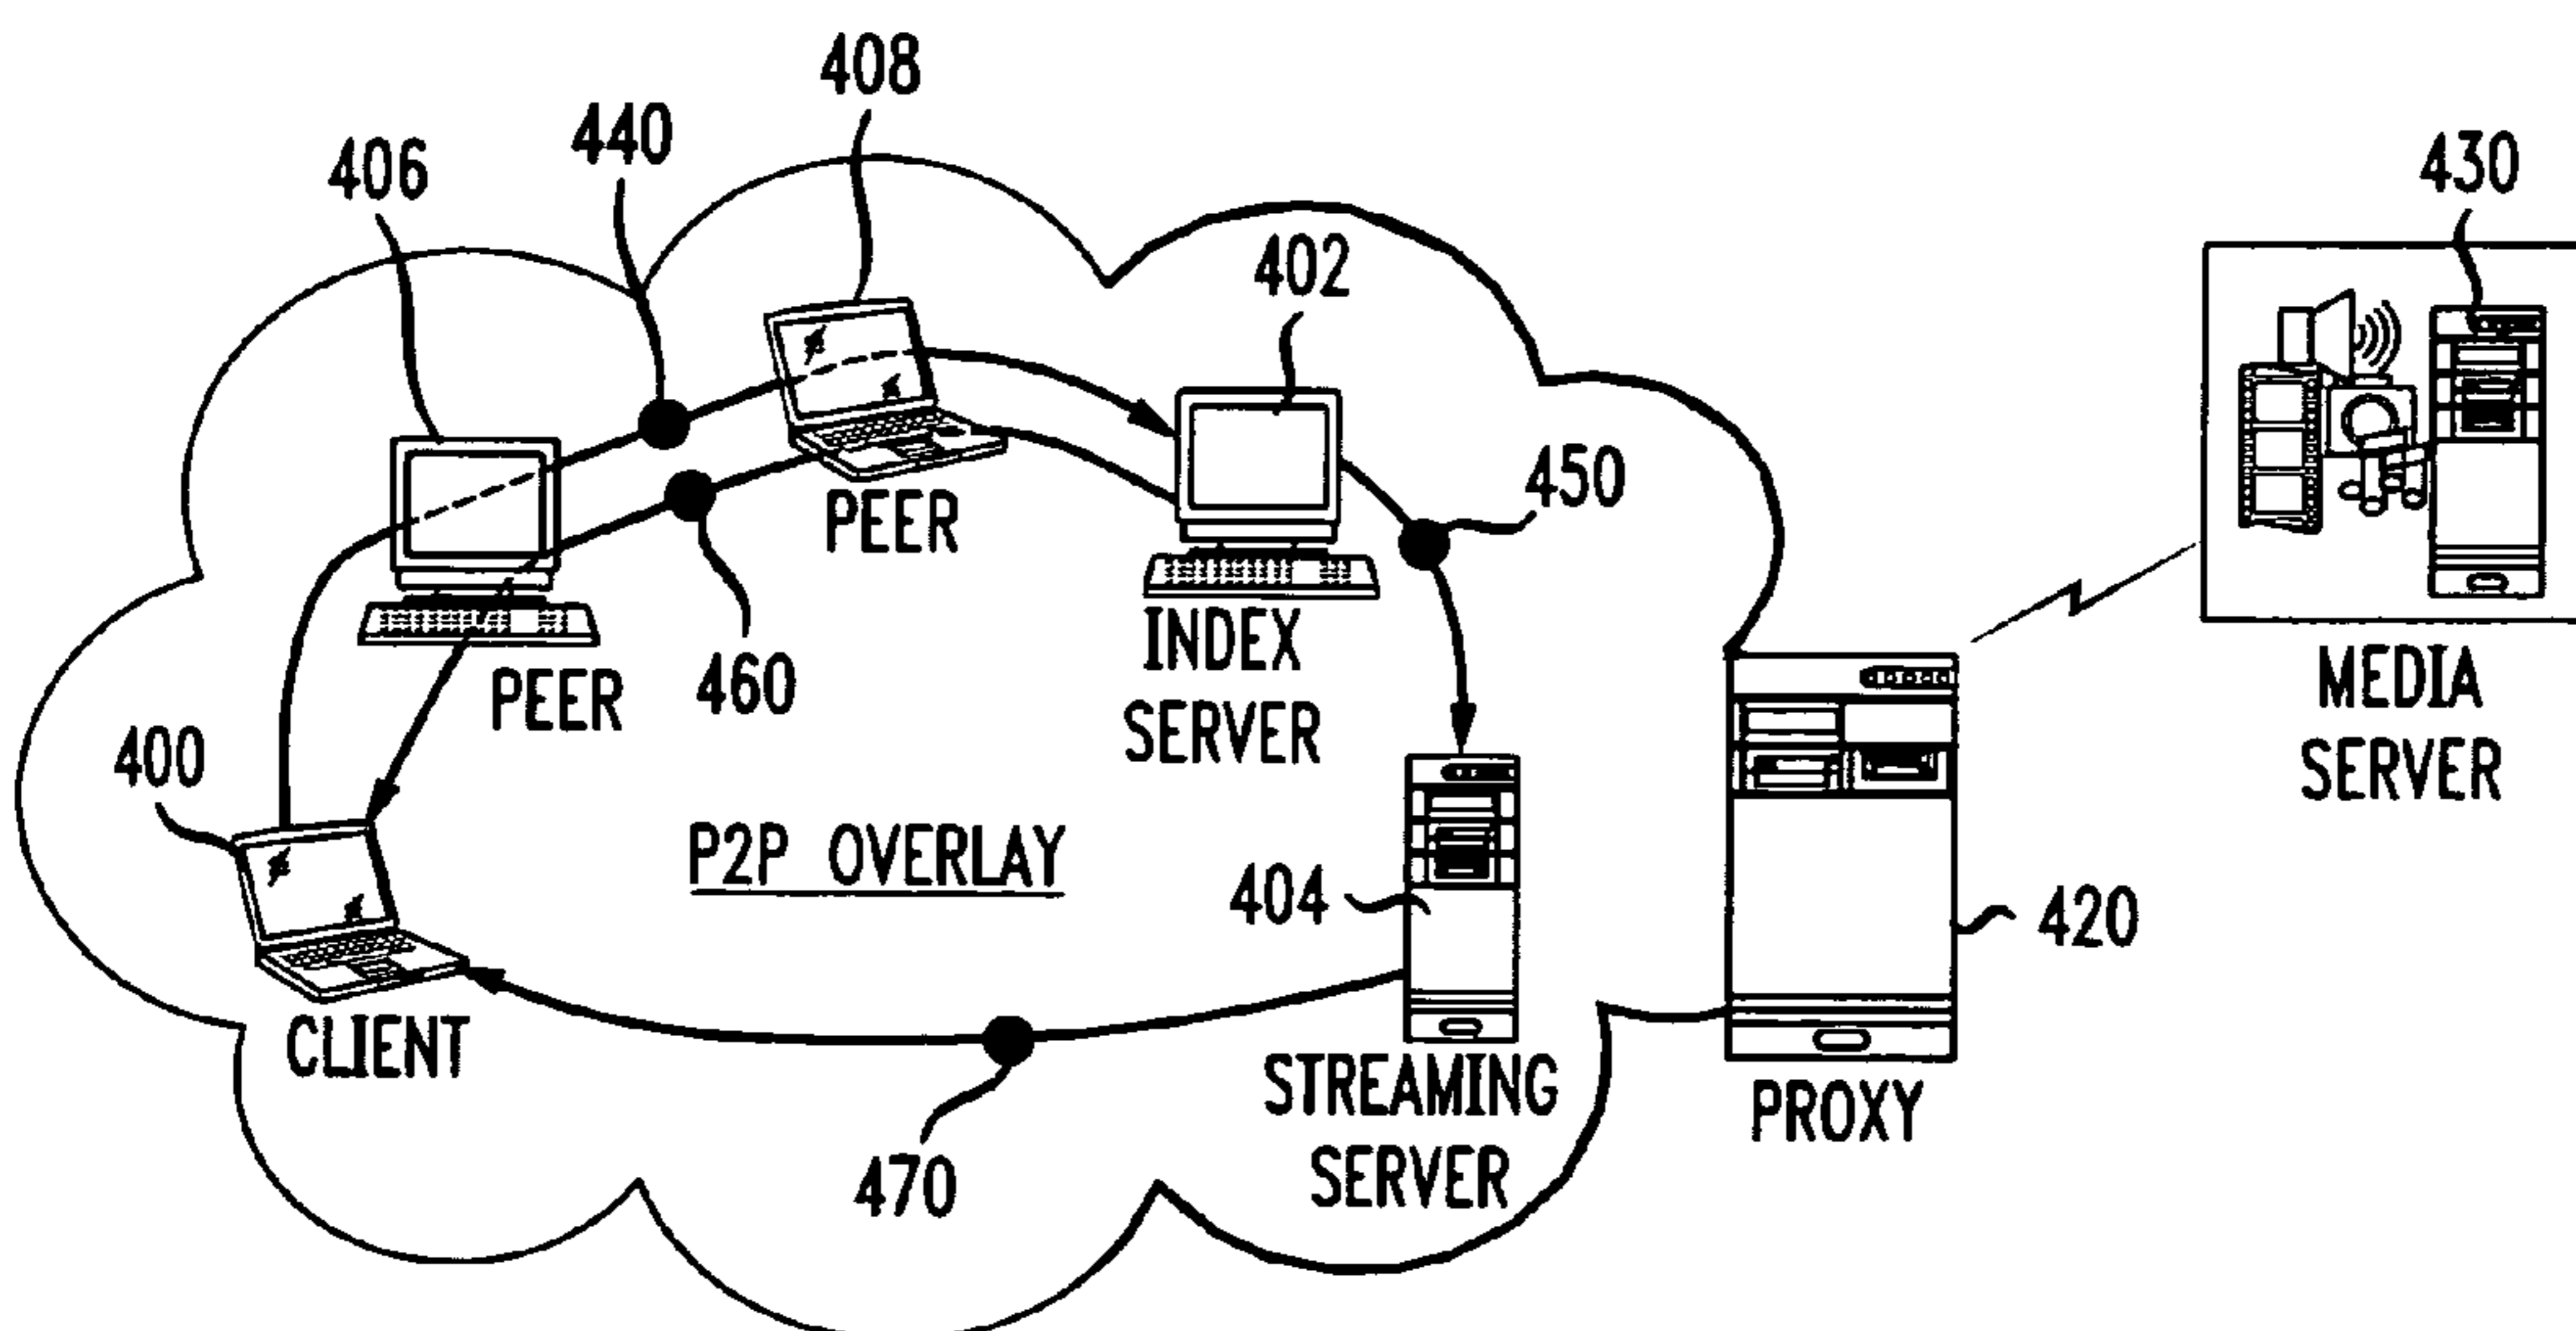 408
440
406
430
402
450
PEER
INDEX
SERVER
460
PEER
MEDIA
SERVER
400
P2P OVERLAY
404
420
CLIENT
STREAMING
SERVER
PROXY
470